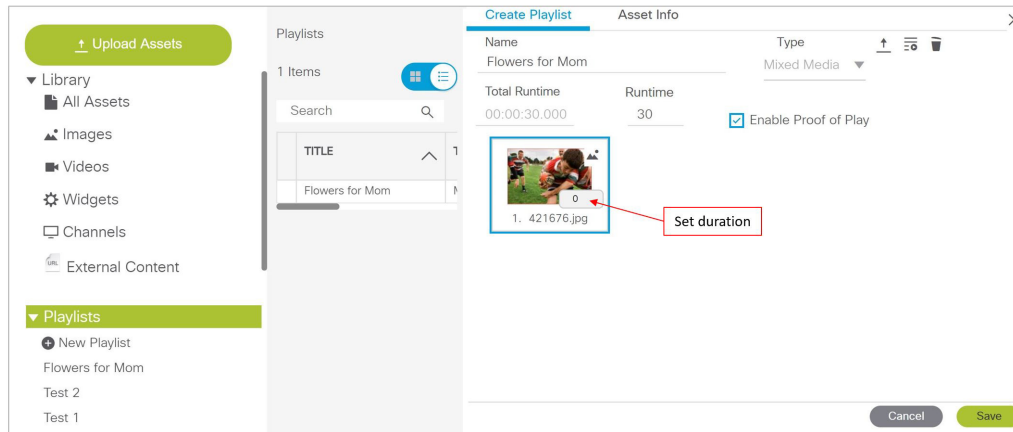 Upload Assets
Library
All Assets
Images
Videos
Widgets
Channels
URL
External Content
Playlists
New Playlist
Flowers for Mom
Test 2
Test 1
Playlists
1 Items
Search
TITLE
Flowers for Mom
Create Playlist Asset Info
Name
Flowers for Mom
Type
Mixed Media
Total Runtime
00:00:30.000
Runtime
30
Enable Proof of Play
0
1. 421676.jpg
Set duration
Cancel Save